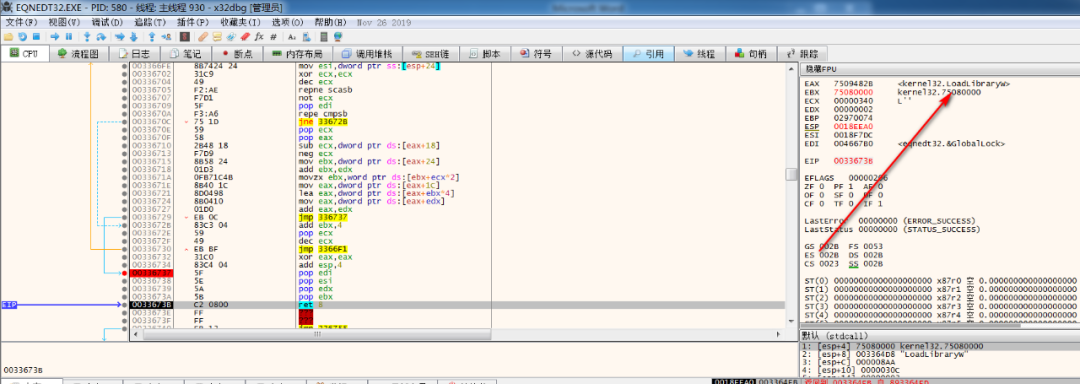 Microsoft Word
EQNEDT32.EXE - PID: 580 - 线程: 主线程 930 - x32dbg [管理员]
文件(F) 视图(V) 调试(D) 追踪(T) 插件(P) 收藏夹(I) 选项(O) 帮助(H) Nov 26 2019
CPU 流程图 日志 笔记 断点 内存布局 调用堆栈 SEH链 脚本 符号 源代码 引用 线程 句柄 跟踪
003366FE 8B7424 24 mov esi,dword ptr ss:[esp+24]
00336702 31C9 xor ecx,ecx
00336704 49 dec ecx
00336705 F2:AE repne scasb
00336707 F7D1 not ecx
00336709 5F pop edi
0033670A F3:A6 repe cmpsb
0033670C 75 1D jne 33672B
0033670E 59 pop ecx
0033670F 58 pop eax
00336710 2B48 18 sub ecx,dword ptr ds:[eax+18]
00336713 F7D9 neg ecx
00336715 8B58 24 mov ebx,dword ptr ds:[eax+24]
00336718 01D3 add ebx,edx
0033671A 0FB71C4B movzx ebx,word ptr ds:[ebx+ecx*2]
0033671E 8B40 1C mov eax,dword ptr ds:[eax+1C]
00336721 8D0498 lea eax,dword ptr ds:[eax+ebx*4]
00336724 8B0410 mov eax,dword ptr ds:[eax+edx]
00336727 01D0 add eax,edx
00336729 EB 0C jmp 336737
0033672B 83C3 04 add ebx,4
0033672E 59 pop ecx
0033672F 49 dec ecx
00336730 EB BF jmp 3366F1
00336732 31C0 xor eax,eax
00336734 83C4 04 add esp,4
00336737 5F pop edi
00336738 5E pop esi
00336739 5A pop edx
0033673A 5B pop ebx
EIP 0033673B C2 0800 ret 8
0033673E FF ???
0033673F FF ???
0033673B
隐藏FPU
EAX 7509482B <kernel32.LoadLibraryW>
EBX 75080000 kernel32.75080000
ECX 00000340 L''
EDX 00000002
EBP 02970074
ESP 0018EEA0
ESI 0018F7DC
EDI 004667B0 <eqnedt32.&GlobalLock>
EIP 0033673B
EFLAGS 00000206
ZF 0 PF 1 AF 0
OF 0 SF 0 DF 0
CF 0 TF 0 IF 1
LastError 00000000 (ERROR_SUCCESS)
LastStatus 00000000 (STATUS_SUCCESS)
GS 002B FS 0053
ES 002B DS 002B
CS 0023 SS 002B
ST(0) 00000000000000000000 x87r0 空 0.0000000000000
ST(1) 00000000000000000000 x87r1 空 0.0000000000000
ST(2) 00000000000000000000 x87r2 空 0.0000000000000
ST(3) 00000000000000000000 x87r3 空 0.0000000000000
ST(4) 00000000000000000000 x87r4 空 0.0000000000000
默认 (stdcall)
1: [esp+4] 75080000 kernel32.75080000
2: [esp+8] 003364D8 "LoadLibraryW"
3: [esp+C] 000008AA
4: [esp+10] 0000030C
0018EEA0 003364EB